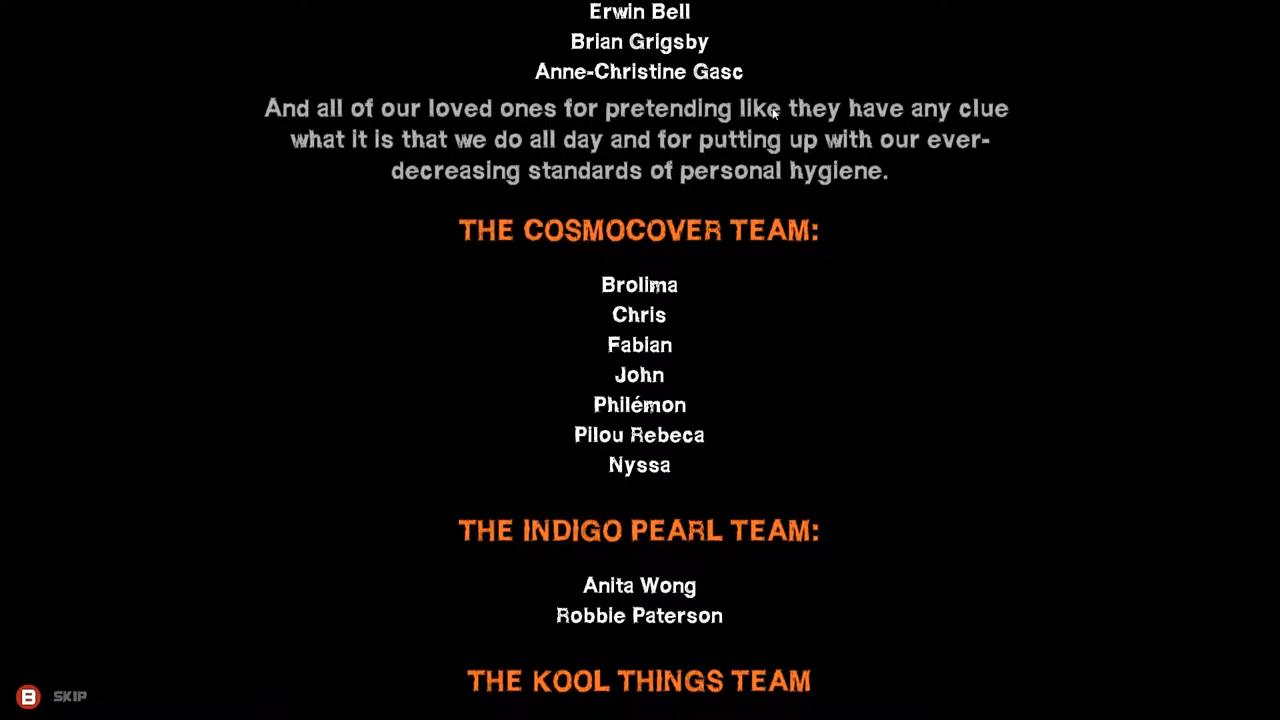 Erwin Bell
Brian Grigsby
Anne-Christine Gasc
And all of our loved ones for pretending like they have any clue
what it is that we do all day and for putting up with our ever-
decreasing standards of personal hygiene.
THE COSMOCOVER TEAM:
Brolima
Chris
Fabian
John
Philémon
Pilou Rebeca
Nyssa
THE INDIGO PEARL TEAM:
Anita Wong
Robbie Paterson
THE KOOL THINGS TEAM
B SKIP